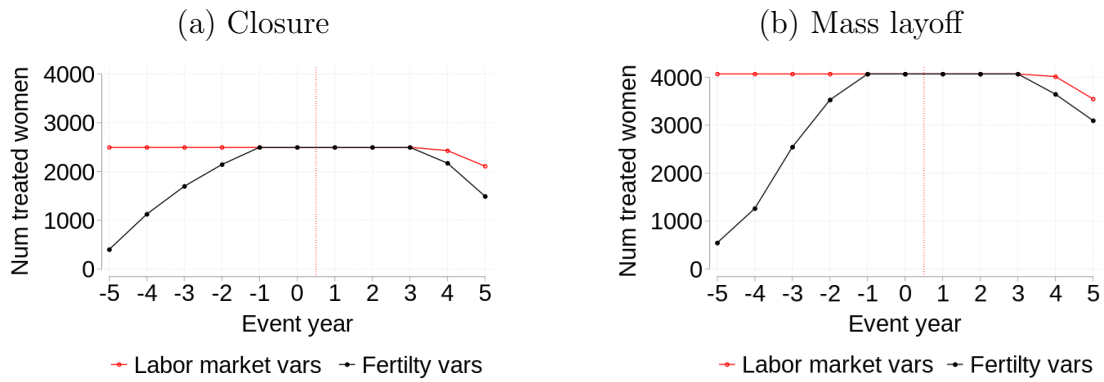 (a) Closure
Num treated women
4000
3000
2000
1000
0
-5 -4 -3 -2 -1 0 1 2 3 4 5
Event year
Labor market vars Fertilty vars
(b) Mass layoff
Num treated women
4000
3000
2000
1000
0
-5 -4 -3 -2 -1 0 1 2 3 4 5
Event year
Labor market vars Fertilty vars